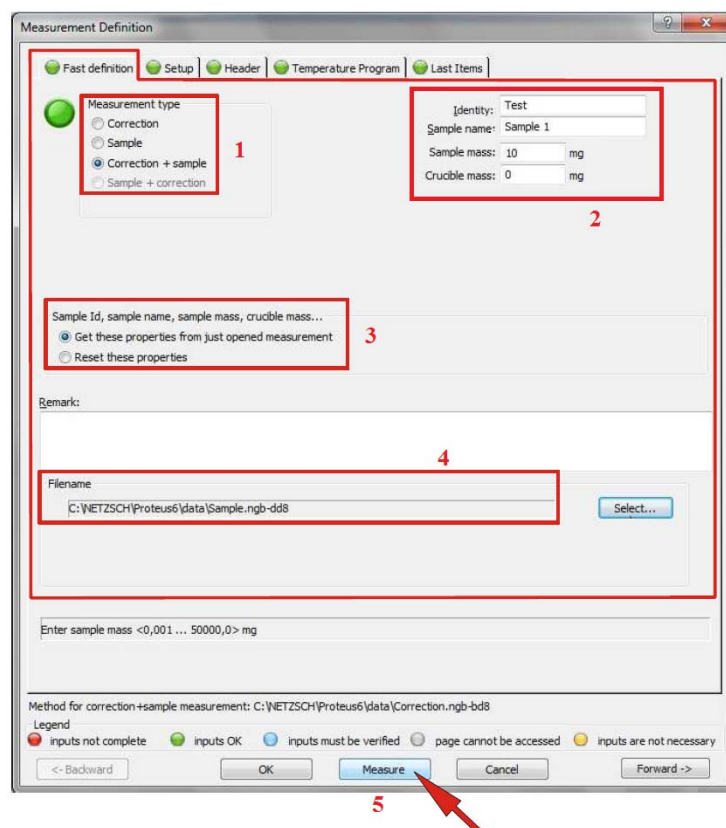 Measurement Definition
Fast definition Setup Header Temperature Program Last Items
Measurement type
Correction
Sample
Correction + sample
Sample + correction
1
Identity: Test
Sample name: Sample 1
Sample mass: 10 mg
Crucible mass: 0 mg
2
Sample Id, sample name, sample mass, crucible mass...
Get these properties from just opened measurement
Reset these properties
3
Remark:
4
Filename
C:\NETZSCH\Proteus6\data\Sample.ngb-dd8
Select...
Enter sample mass <0,001 ... 50000,0> mg
Method for correction+sample measurement: C:\NETZSCH\Proteus6\data\Correction.ngb-bd8
Legend
inputs not complete inputs OK inputs must be verified page cannot be accessed inputs are not necessary
<- Backward OK Measure Cancel Forward ->
5